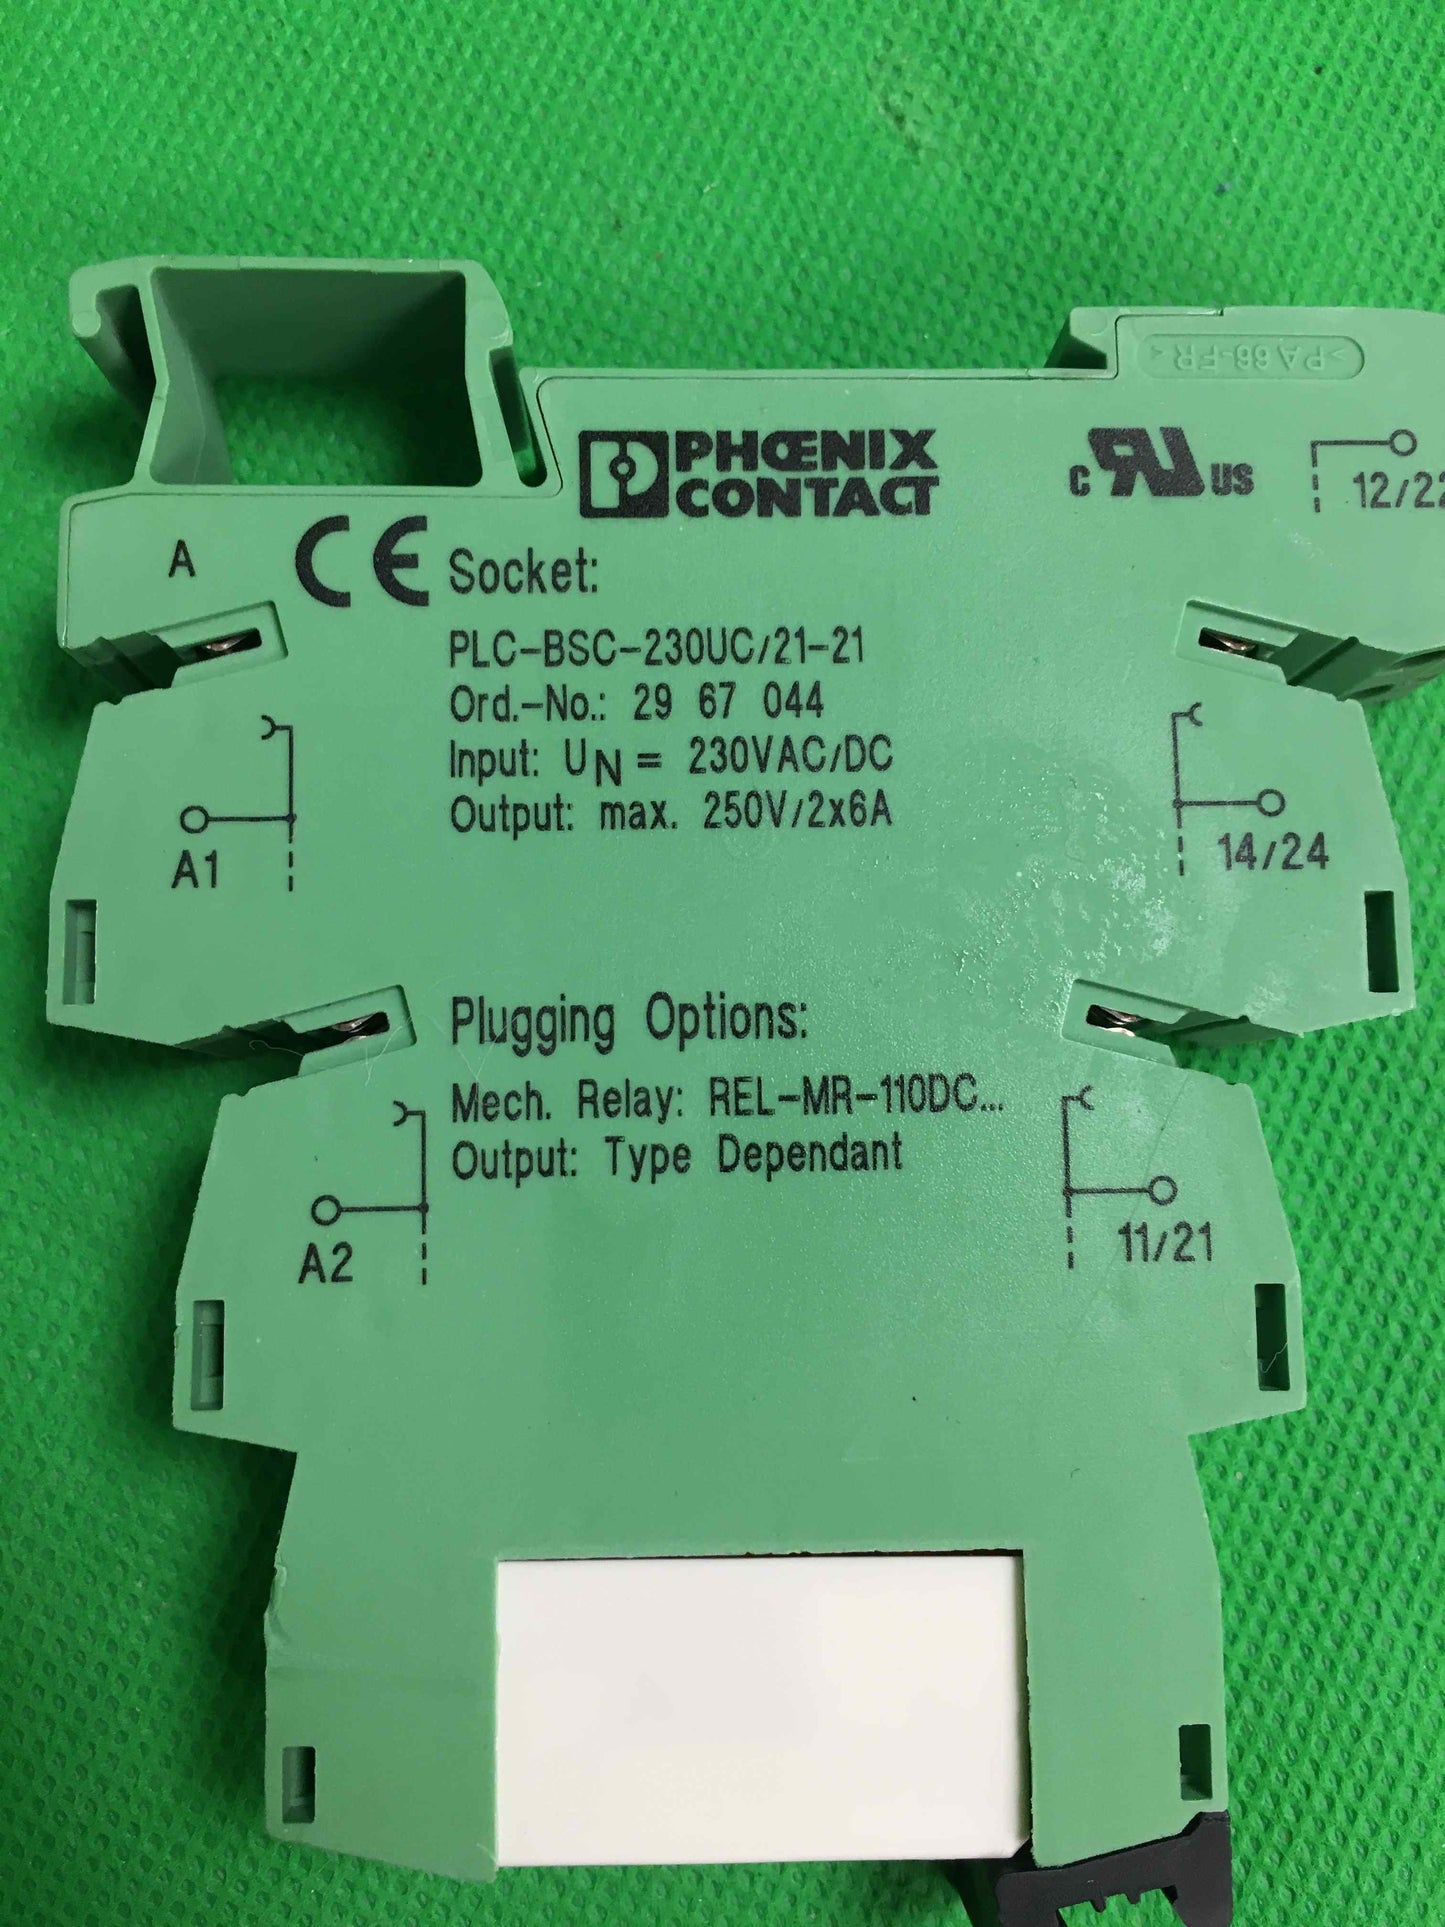 >PA 66-FR<
PHŒNIX
CONTACT
c RU US
12/22
A
CE
Socket:
PLC-BSC-230UC/21-21
Ord.-No.: 29 67 044
Input: UN = 230VAC/DC
Output: max. 250V/2x6A
A1
14/24
Plugging Options:
Mech. Relay: REL-MR-110DC...
Output: Type Dependant
A2
11/21